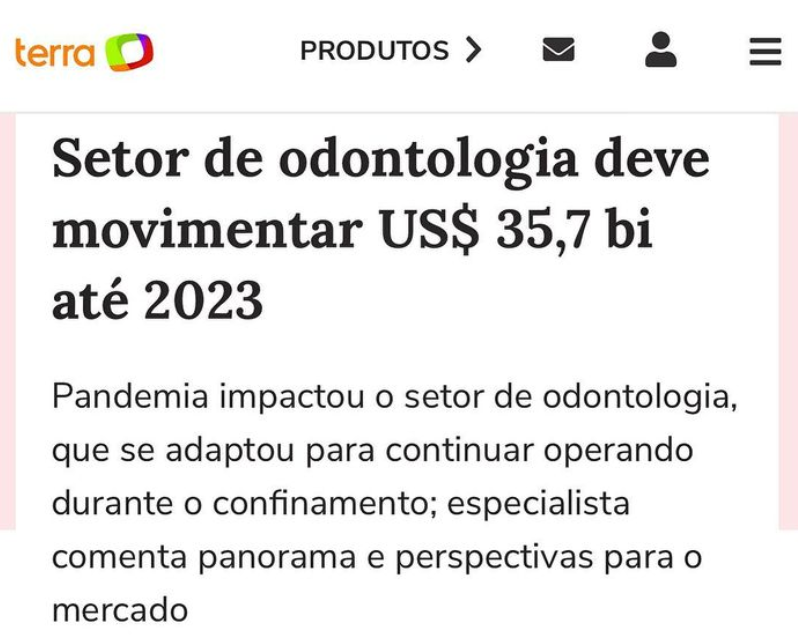 terra
PRODUTOS
Setor de odontologia deve
movimentar US$ 35,7 bi
até 2023
Pandemia impactou o setor de odontologia,
que se adaptou para continuar operando
durante o confinamento; especialista
comenta panorama e perspectivas para o
mercado